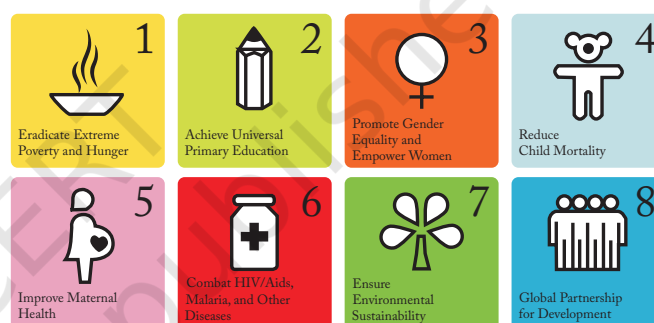 1
Eradicate Extreme
Poverty and Hunger
2
Achieve Universal
Primary Education
3
Promote Gender
Equality and
Empower Women
4
Reduce
Child Mortality
5
Improve Maternal
Health
6
Combat HIV/Aids,
Malaria, and Other
Diseases
7
Ensure
Environmental
Sustainability
8
Global Partnership
for Development